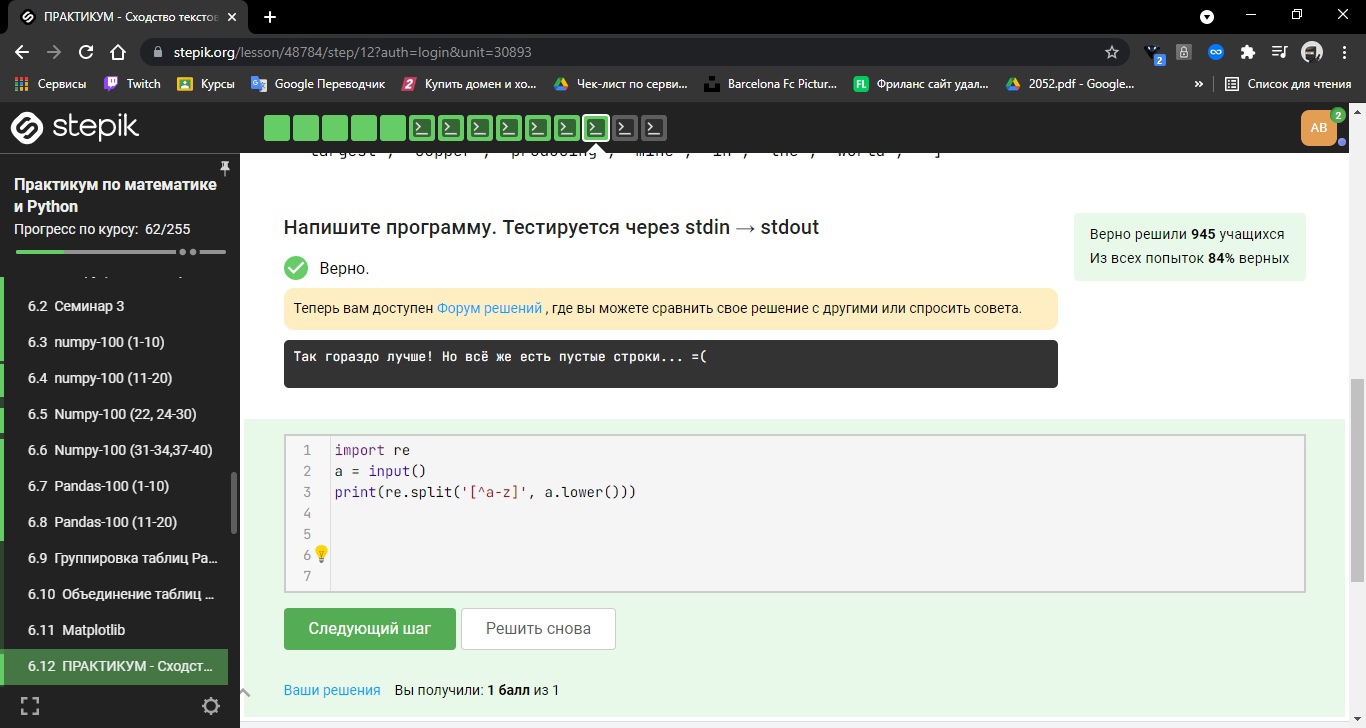 ПРАКТИКУМ - Сходство текстов
stepik.org/lesson/48784/step/12?auth=login&unit=30893
2
Сервисы
Twitch
Курсы
Google Переводчик
Купить домен и хо...
Чек-лист по серви...
Barcelona Fc Pictur...
FL
Фриланс сайт удал...
2052.pdf - Google...
»
Список для чтения
stepik
AB
2
Практикум по математике
и Python
Прогресс по курсу: 62/255
6.2 Семинар 3
6.3 numpy-100 (1-10)
6.4 numpy-100 (11-20)
6.5 Numpy-100 (22, 24-30)
6.6 Numpy-100 (31-34,37-40)
6.7 Pandas-100 (1-10)
6.8 Pandas-100 (11-20)
6.9 Группировка таблиц Pa...
6.10 Объединение таблиц ...
6.11 Matplotlib
6.12 ПРАКТИКУМ - Сходст...
Напишите программу. Тестируется через stdin → stdout
Верно.
Теперь вам доступен Форум решений , где вы можете сравнить свое решение с другими или спросить совета.
Так гораздо лучше! Но всё же есть пустые строки... =(
Верно решили 945 учащихся
Из всех попыток 84% верных
1 import re
2 a = input()
3 print(re.split('[^a-z]', a.lower()))
4
5
6
7
Следующий шаг
Решить снова
Ваши решения Вы получили: 1 балл из 1